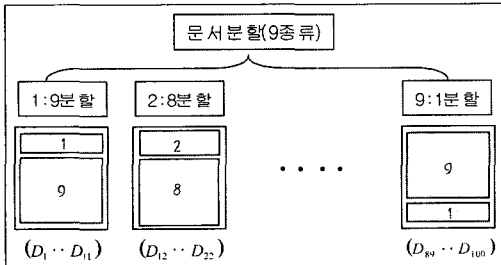 문서분할(9종류)
1:9분할 2:8분할 9:1분할
1 2 9
9 8 1
(D₁ ‥ D₁₁) (D₁₂ ‥ D₂₂) (D₈₉ ‥ D₁₀₀)